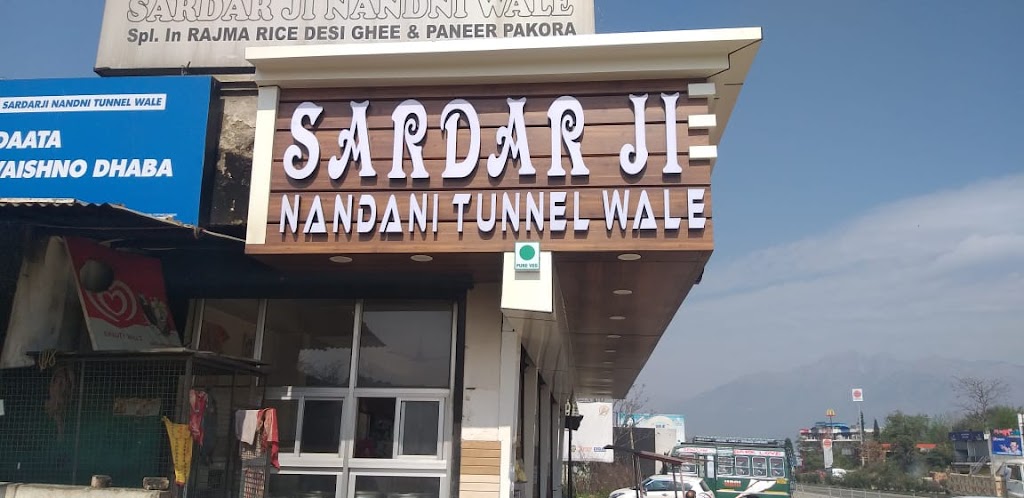 SARDAR JI NANDNI WALE
Spl. In RAJMA RICE DESI GHEE & PANEER PAKORA
SARDARJI NANDNI TUNNEL WALE
DAATA
VAISHNO DHABA
SARDAR JI
NANDANI TUNNEL WALE
PURE VEG